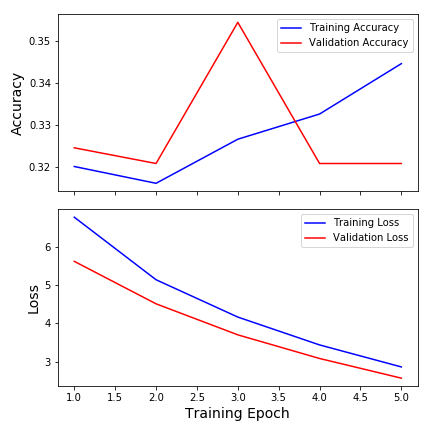 Training Accuracy
Validation Accuracy
0.35
0.34
0.33
0.32
Accuracy
Training Loss
Validation Loss
6
5
4
3
Loss
1.0 1.5 2.0 2.5 3.0 3.5 4.0 4.5 5.0
Training Epoch